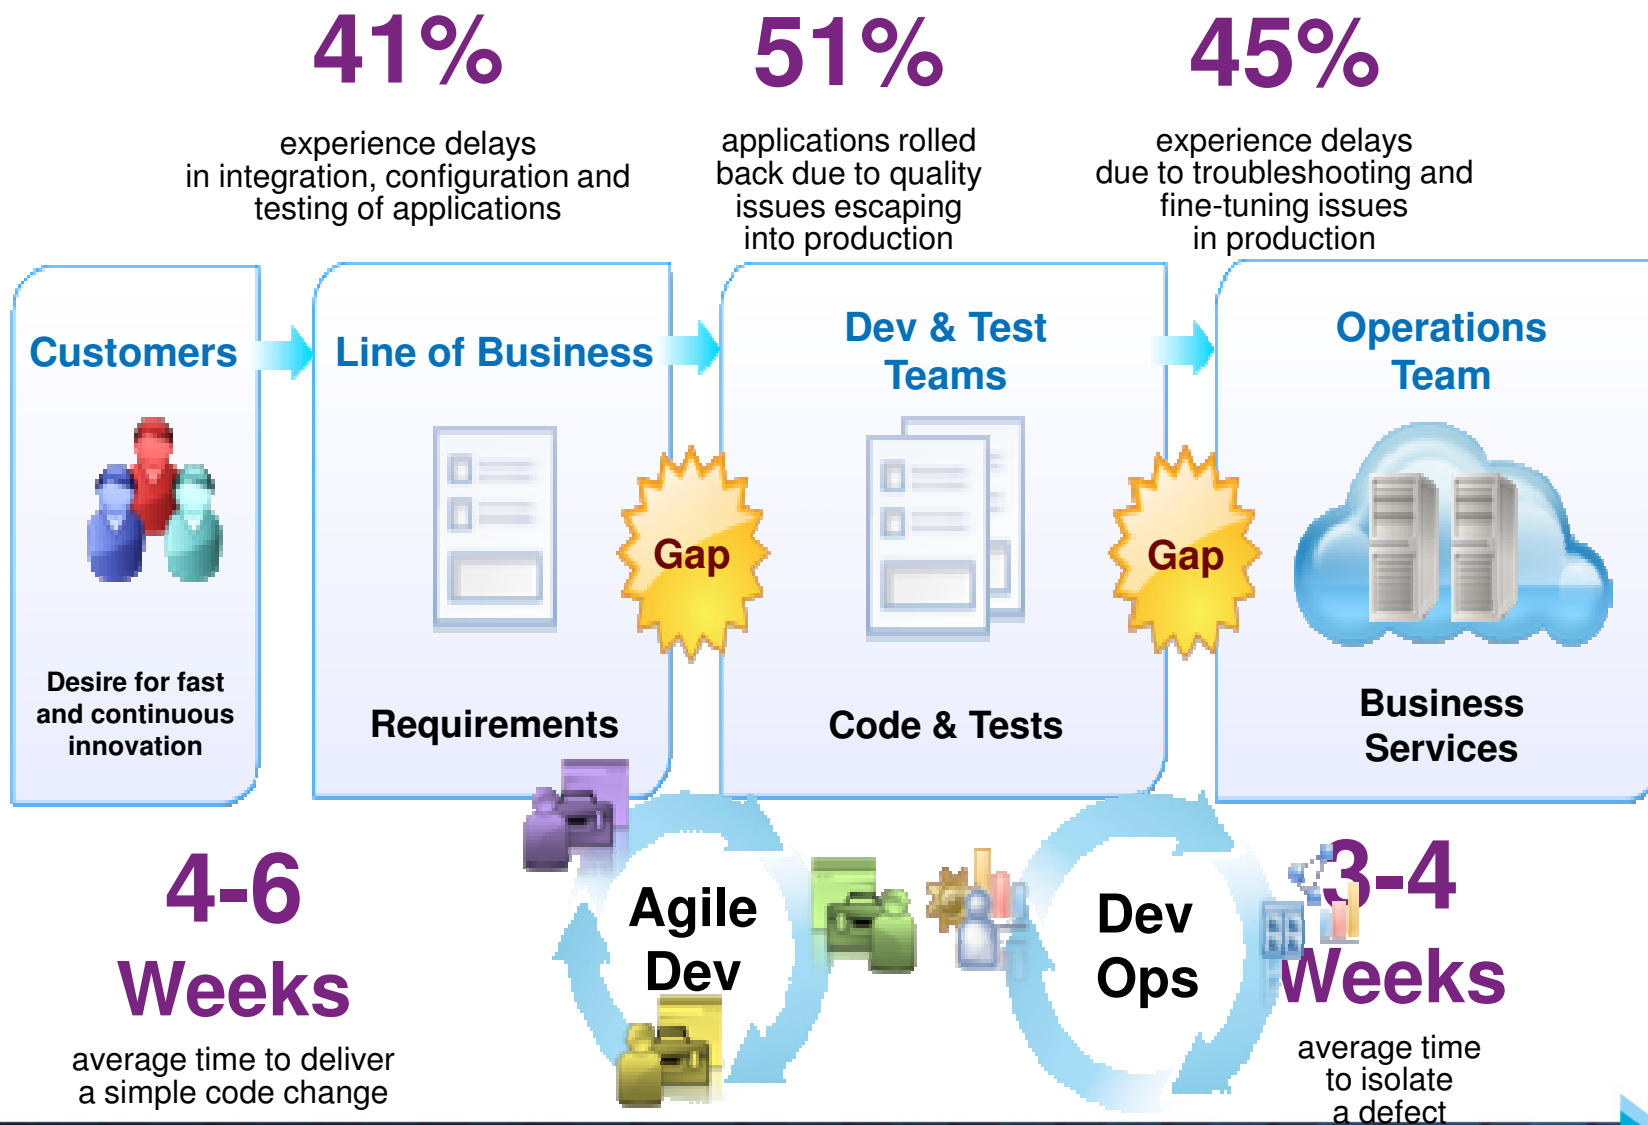 41%
experience delays
in integration, configuration and
testing of applications
51%
applications rolled
back due to quality
issues escaping
into production
45%
experience delays
due to troubleshooting and
fine-tuning issues
in production
Customers
Desire for fast
and continuous
innovation
Line of Business
Requirements
Gap
Dev & Test
Teams
Code & Tests
Gap
Operations
Team
Business
Services
4-6
Weeks
average time to deliver
a simple code change
Agile
Dev
Dev
Ops
3-4
Weeks
average time
to isolate
a defect